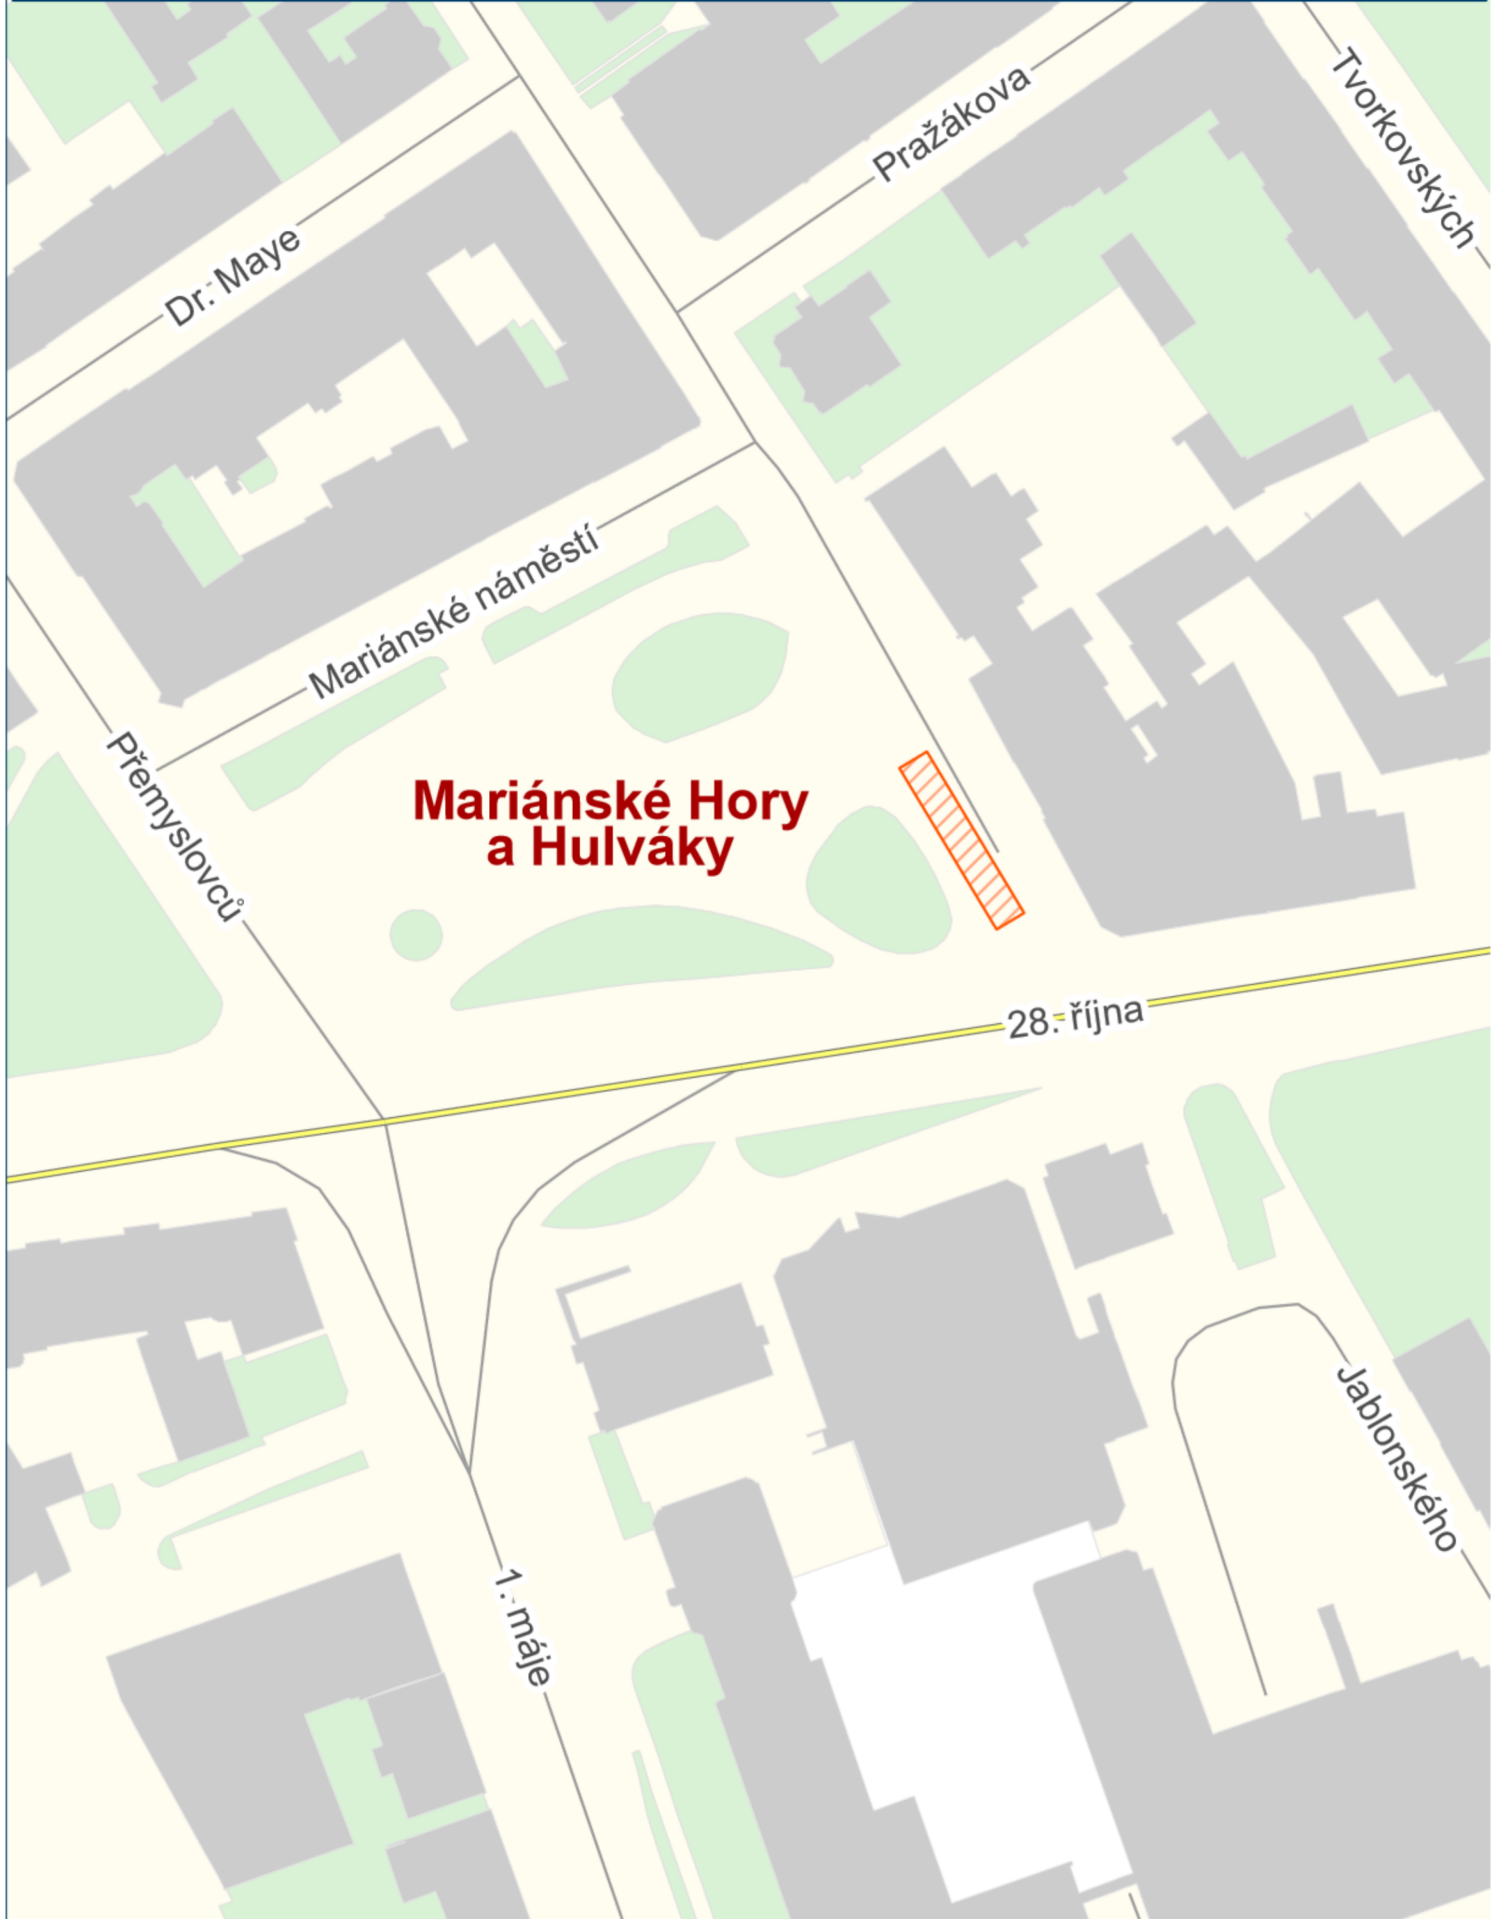 Tvorkovských
Pražákova
Dr. Maye
Mariánské náměstí
Přemyslovců
Mariánské Hory
a Hulváky
28. října
Jablonského
1. máje